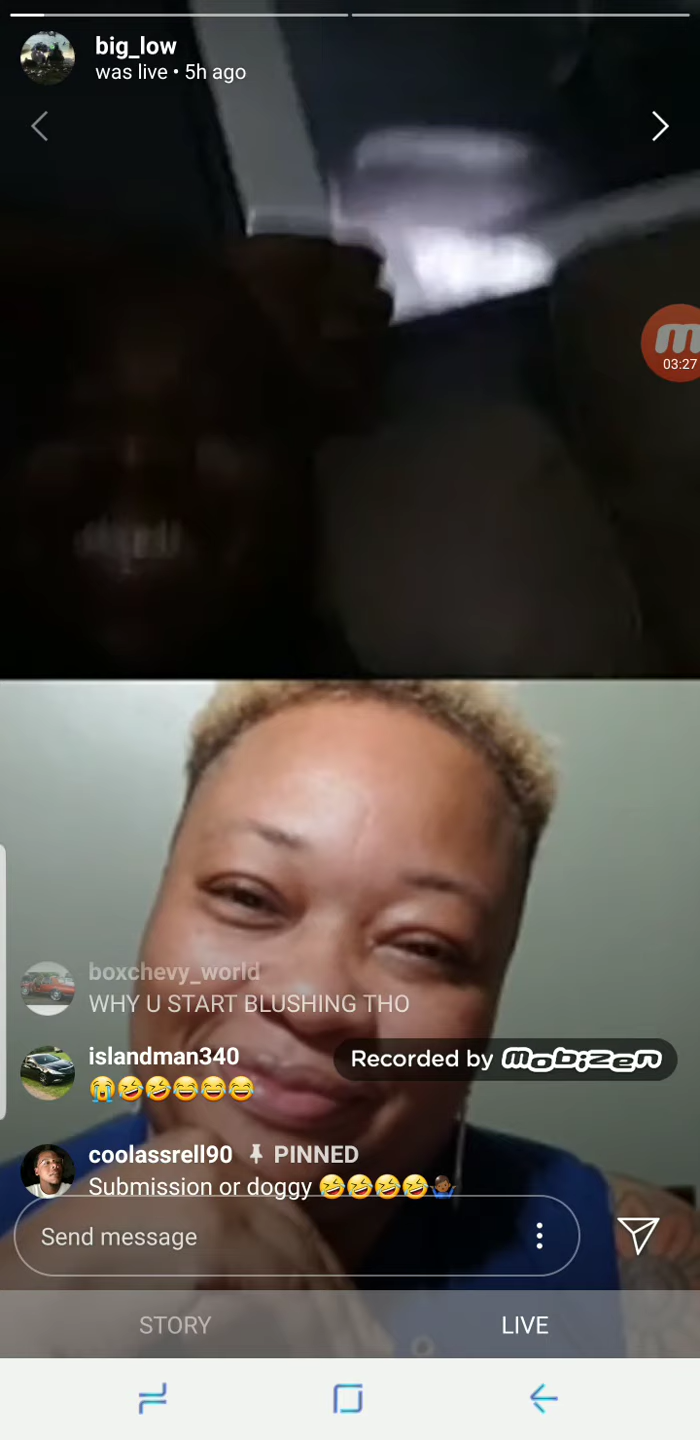 big_low
was live • 5h ago
03:27
boxchevy_world
WHY U START BLUSHING THO
islandman340
😭🤣🤣😂😂😂
Recorded by mobizen
coolassrell90 PINNED
Submission or doggy 🤣🤣🤣🤣🤷🏾‍♂️
Send message
STORY
LIVE